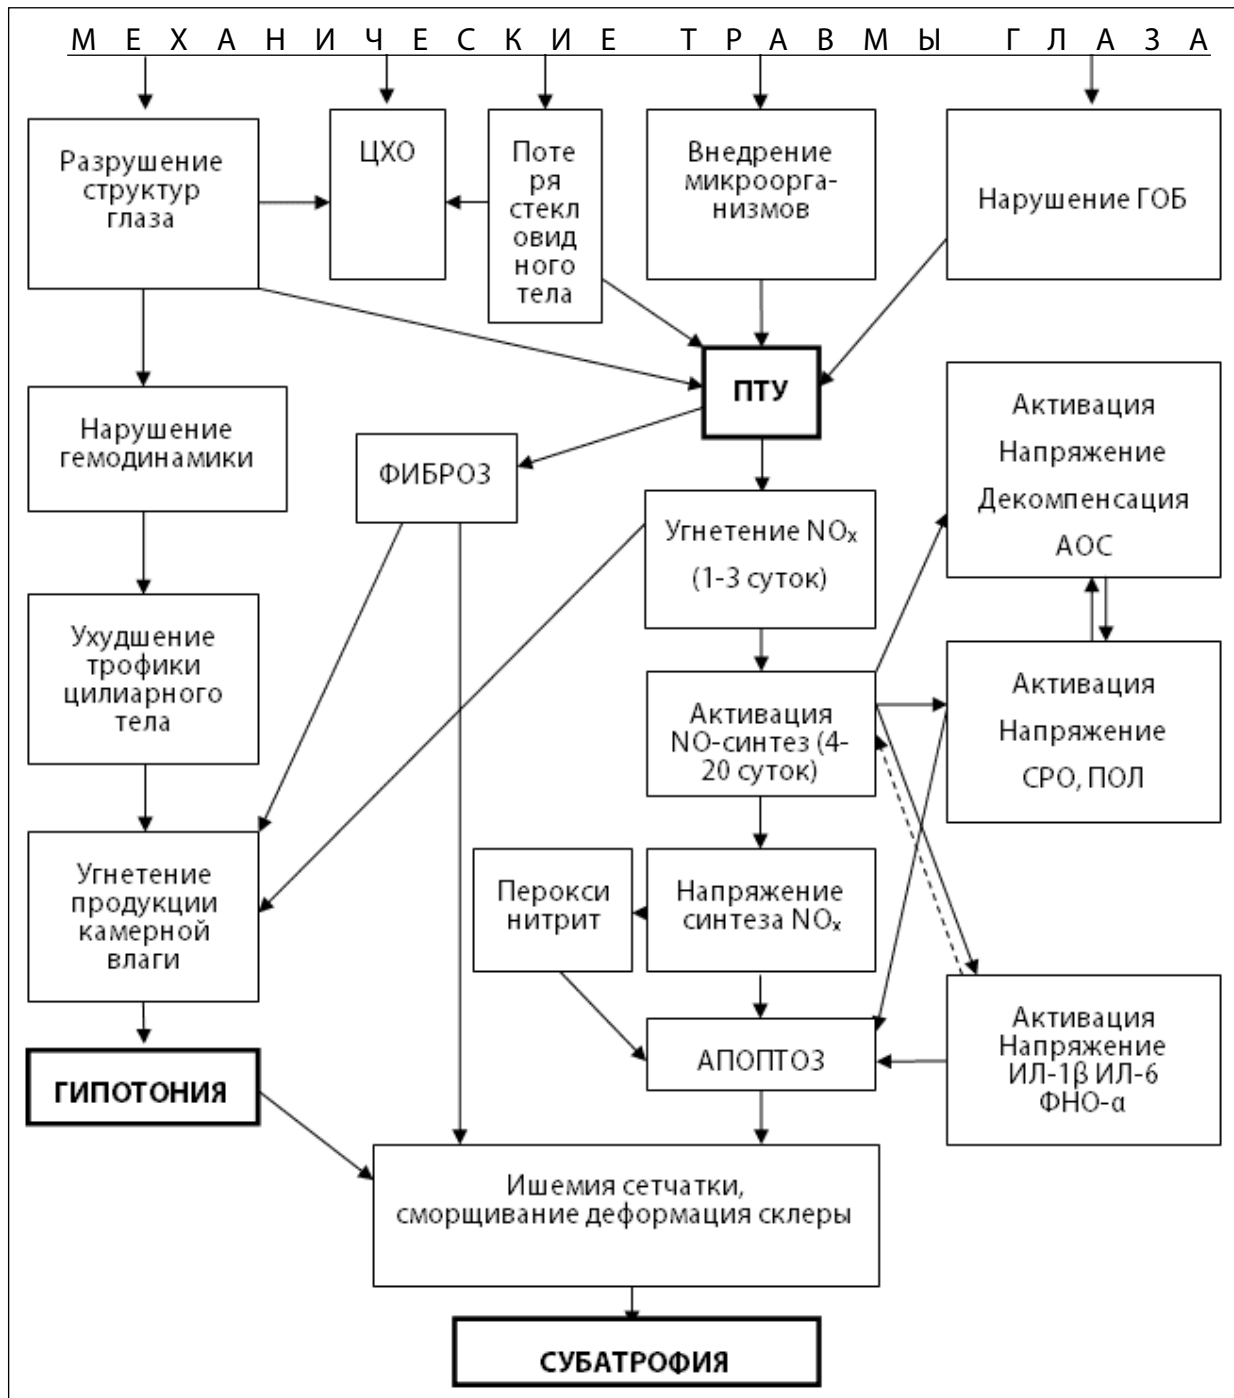 МЕХАНИЧЕСКИЕ ТРАВМЫ ГЛАЗА
Разрушение
структур
глаза
ЦХО
Поте
ря
стекл
овид
ного
тела
Внедрение
микроорга-
низмов
Нарушение ГОБ
ПТУ
Нарушение
гемодинамики
ФИБРОЗ
Угнетение NOₓ
(1-3 суток)
Активация
Напряжение
Декомпенсация
АОС
Ухудшение
трофики
цилиарного
тела
Активация
NO-синтез (4-
20 суток)
Активация
Напряжение
СРО, ПОЛ
Угнетение
продукции
камерной
влаги
Перокси
нитрит
Напряжение
синтеза NOₓ
Активация
Напряжение
ИЛ-1β ИЛ-6
ФНО-α
ГИПОТОНИЯ
АПОПТОЗ
Ишемия сетчатки,
сморщивание деформация склеры
СУБАТРОФИЯ